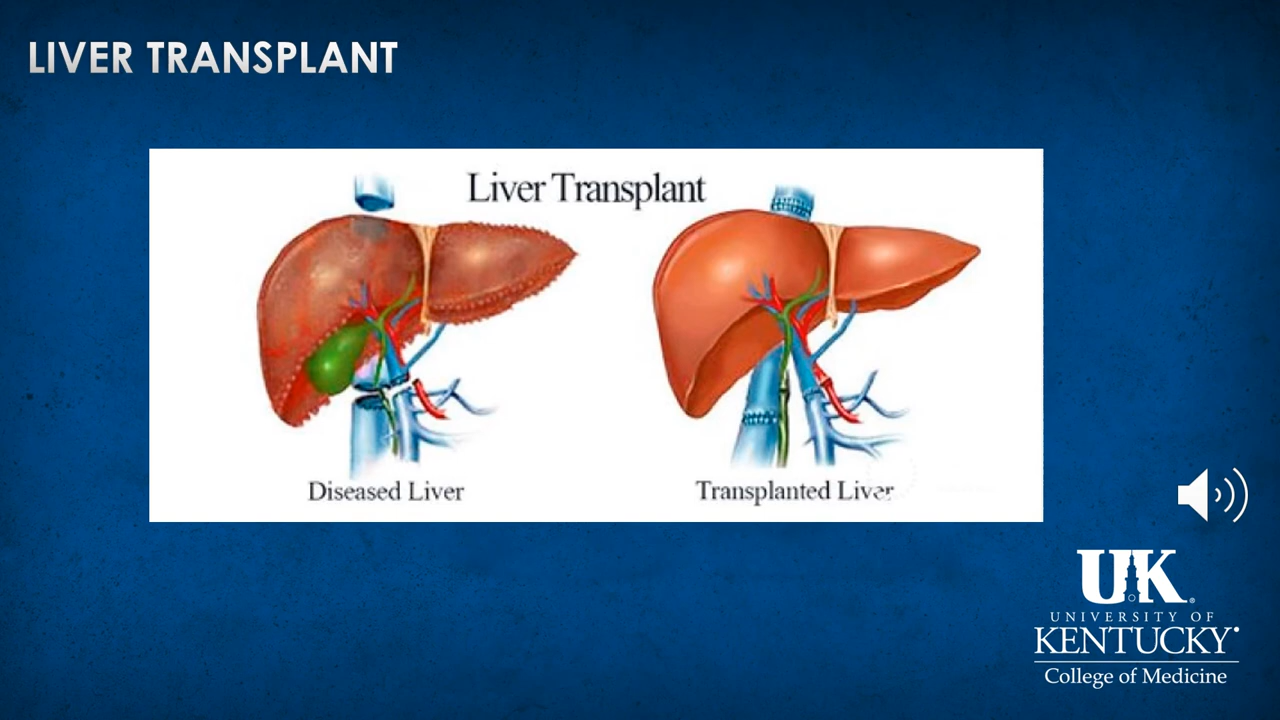 LIVER TRANSPLANT
Liver Transplant
Diseased Liver
Transplanted Liver
UK
UNIVERSITY OF
KENTUCKY
College of Medicine